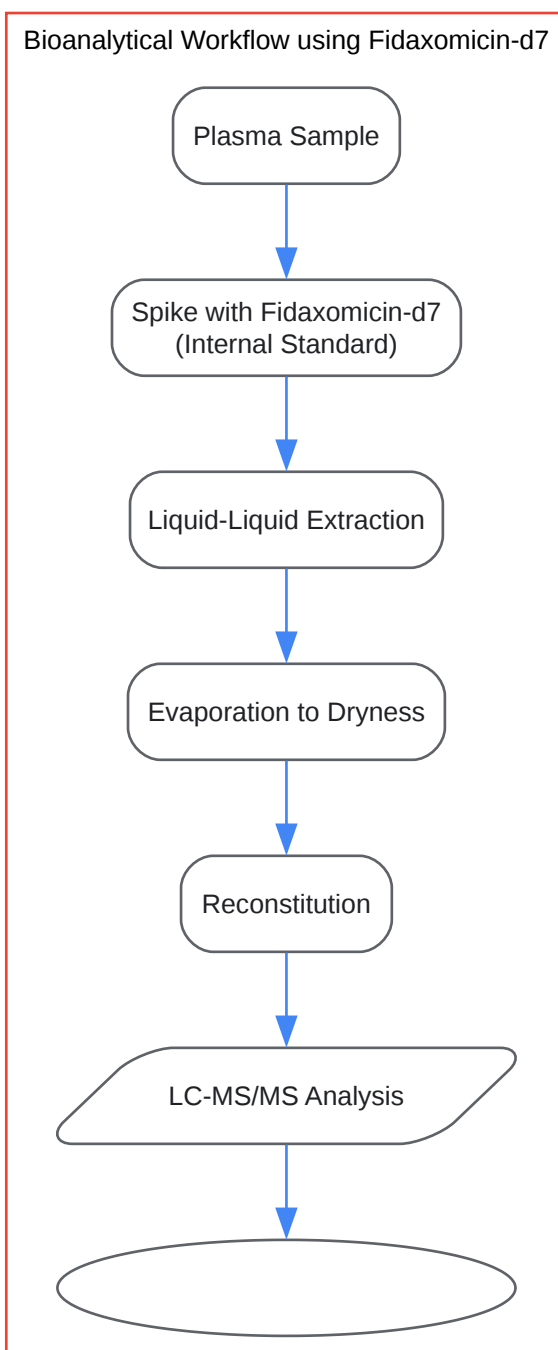 Bioanalytical Workflow using Fidaxomicin-d7
Plasma Sample
Spike with Fidaxomicin-d7
(Internal Standard)
Liquid-Liquid Extraction
Evaporation to Dryness
Reconstitution
LC-MS/MS Analysis